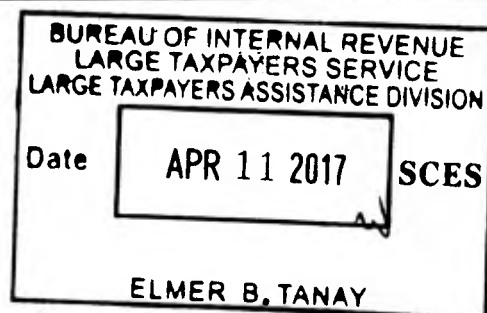 BUREAU OF INTERNAL REVENUE
LARGE TAXPAYERS SERVICE
LARGE TAXPAYERS ASSISTANCE DIVISION
Date APR 11 2017 SCES
ELMER B. TANAY